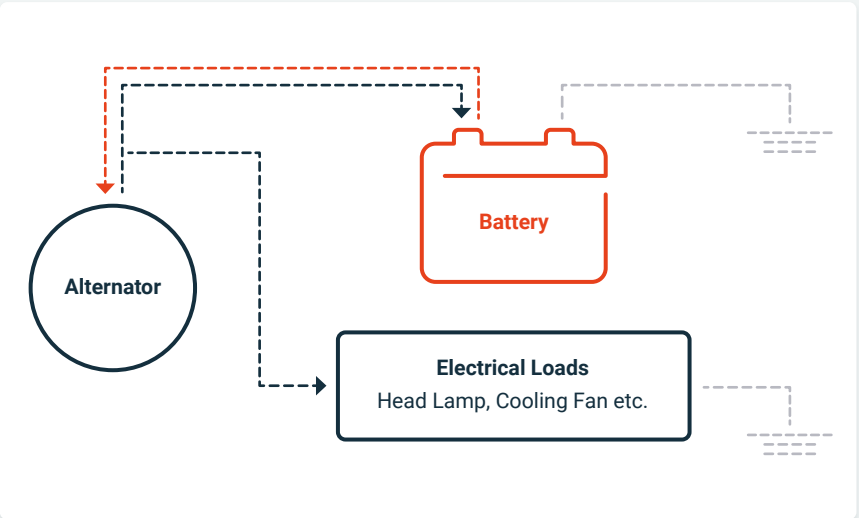 Battery
Alternator
Electrical Loads
Head Lamp, Cooling Fan etc.